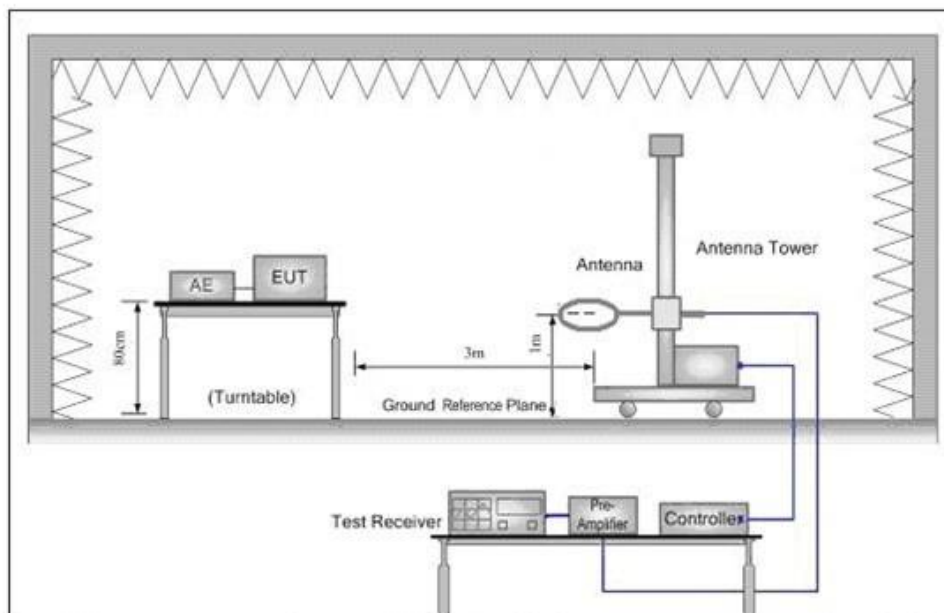 Antenna Tower
Antenna
EUT
AE
80cm
1m
3m
(Turntable)
Ground Reference Plane
Test Receiver
Pre-
Amplifier
Controller